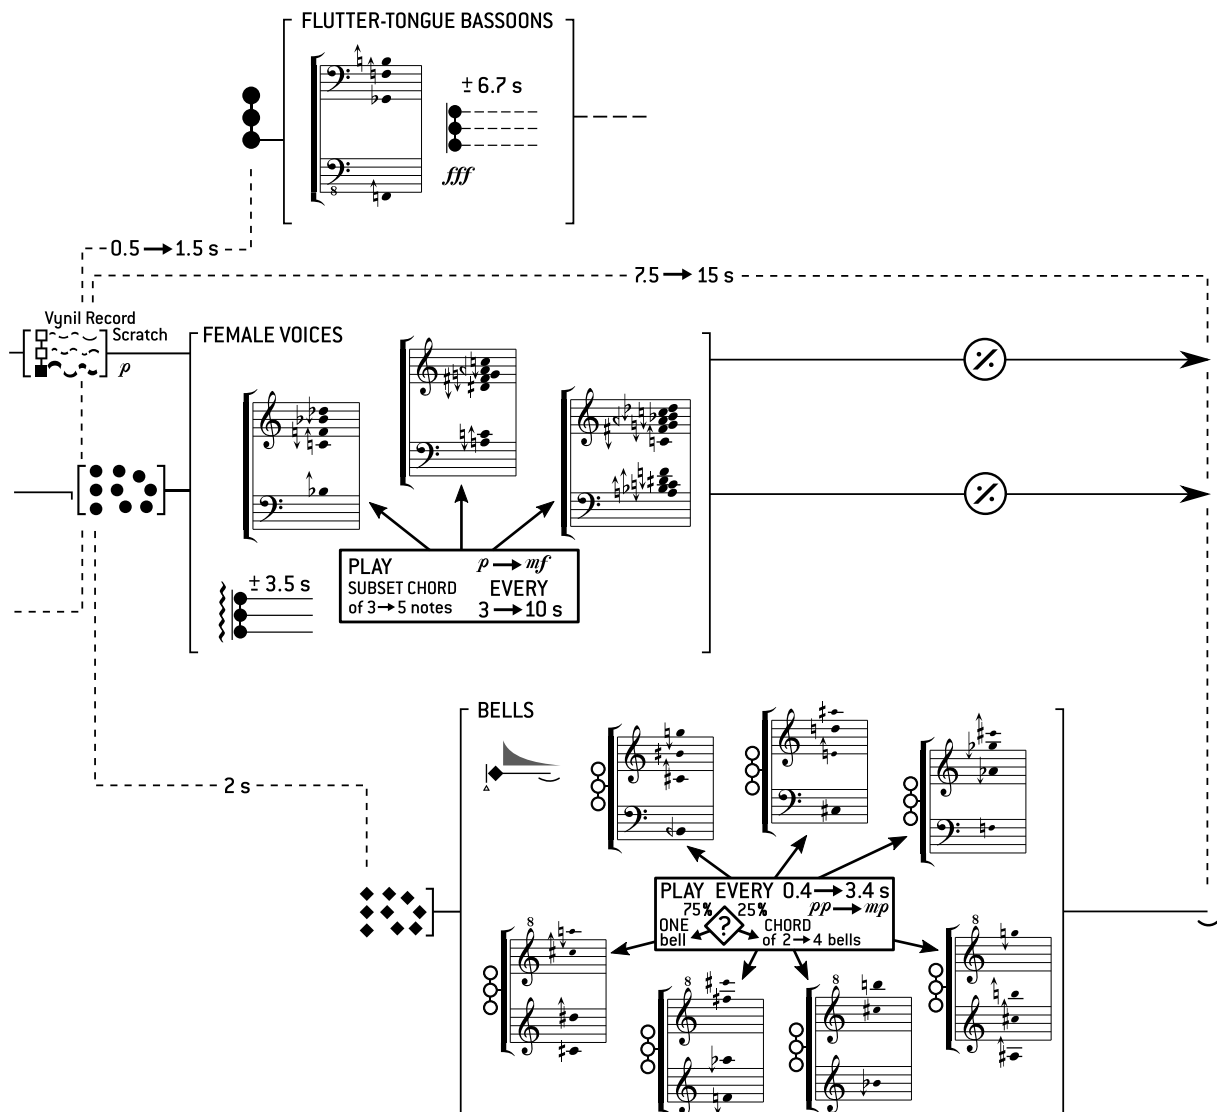 FLUTTER-TONGUE BASSOONS
± 6.7 s
fff
8
0.5 → 1.5 s
7.5 → 15 s
Vynil Record
Scratch
p
FEMALE VOICES
PLAY p → mf
SUBSET CHORD EVERY
of 3 → 5 notes 3 → 10 s
± 3.5 s
BELLS
2 s
PLAY EVERY 0.4 → 3.4 s
75% 25% pp → mp
ONE ? CHORD
bell of 2 → 4 bells
8
8
8
8